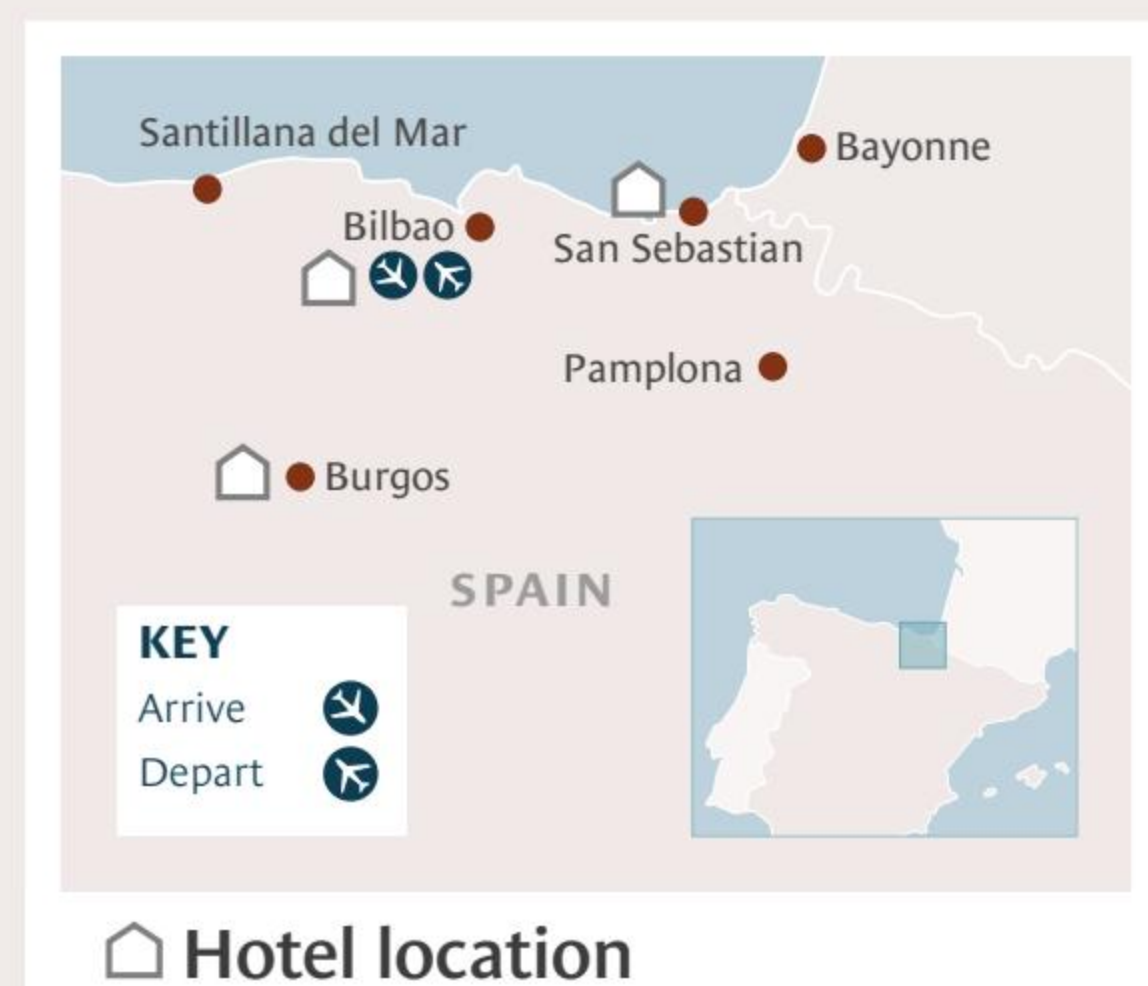 Santillana del Mar
Bayonne
Bilbao
San Sebastian
Pamplona
Burgos
SPAIN
KEY
Arrive
Depart
Hotel location